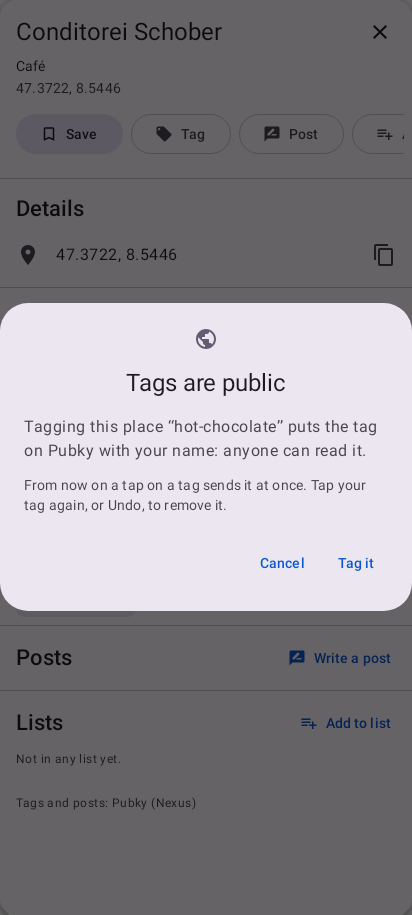 Conditorei Schober
Café
47.3722, 8.5446
Save
Tag
Post
Details
47.3722, 8.5446
Tags are public
Tagging this place “hot-chocolate” puts the tag
on Pubky with your name: anyone can read it.
From now on a tap on a tag sends it at once. Tap your
tag again, or Undo, to remove it.
Cancel
Tag it
Posts
Write a post
Lists
Add to list
Not in any list yet.
Tags and posts: Pubky (Nexus)